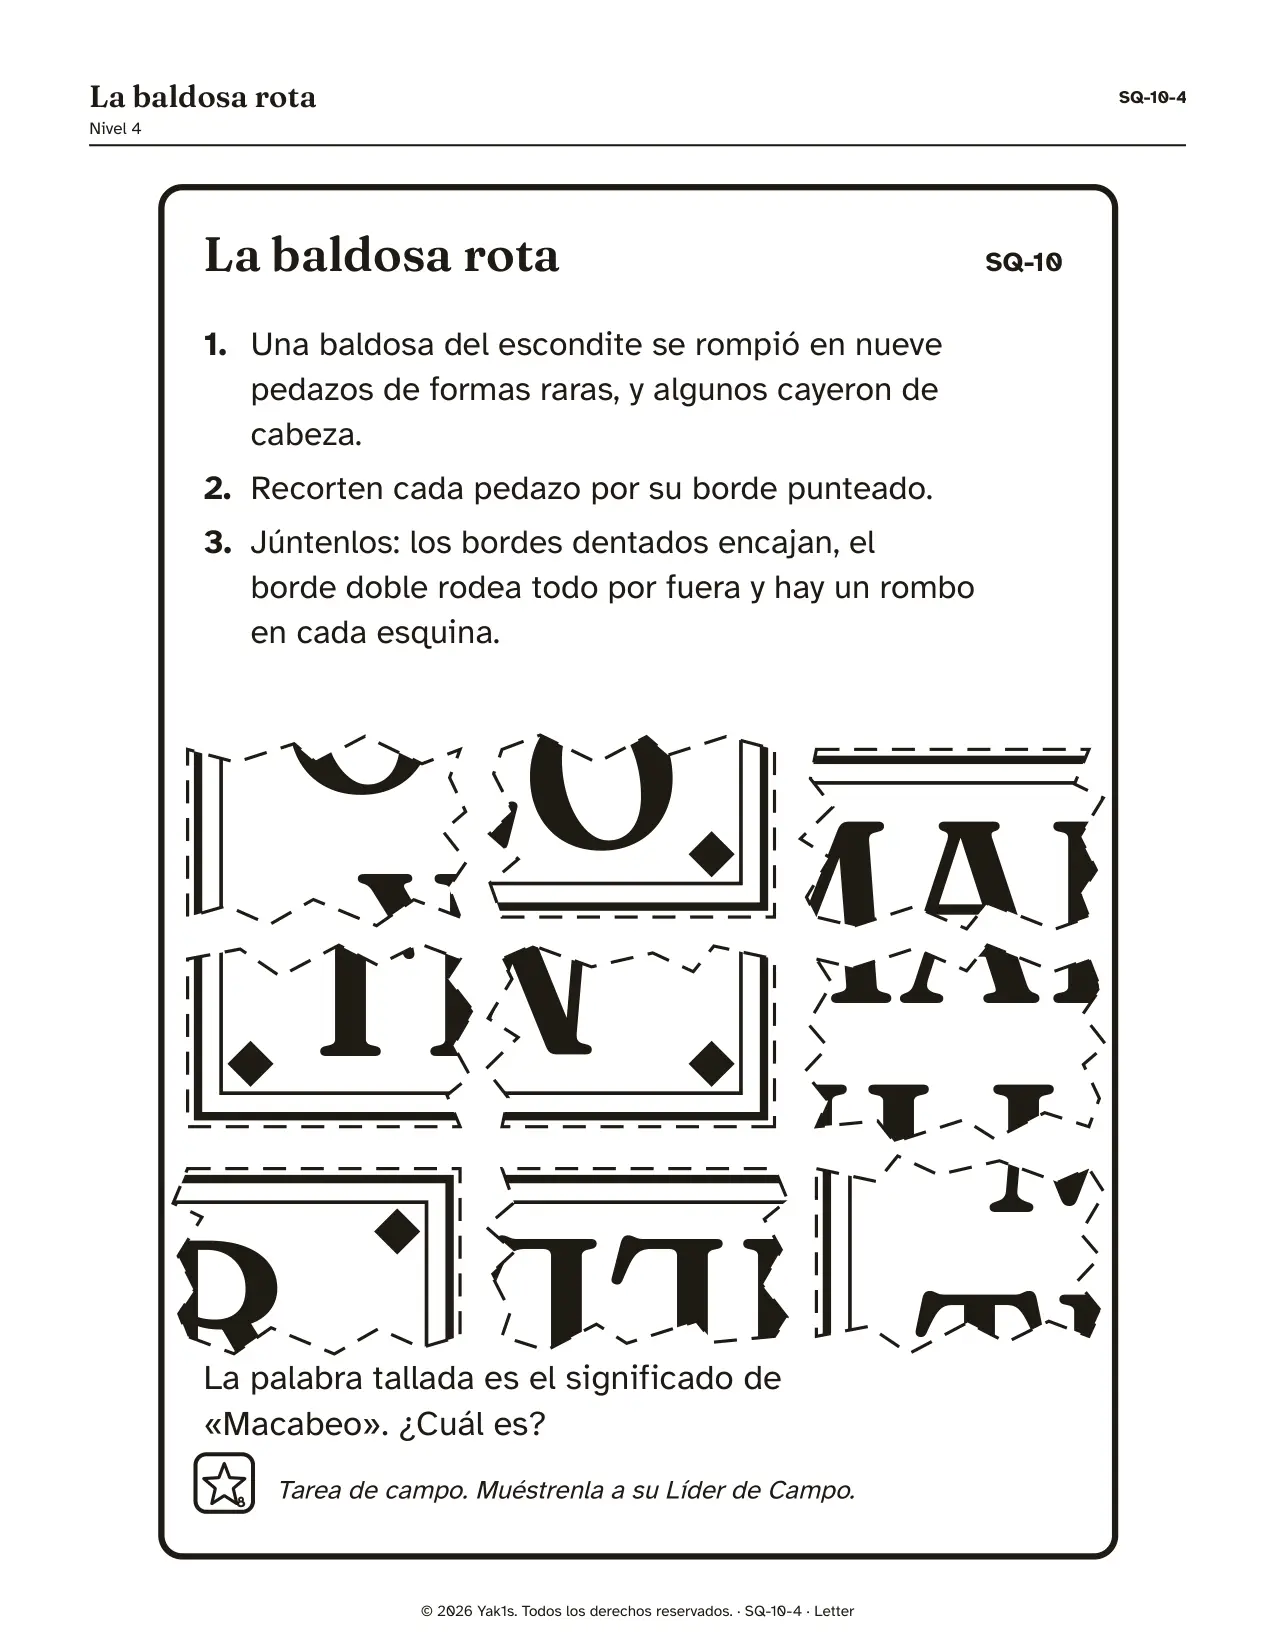 La baldosa rota
SQ-10-4
Nivel 4
La baldosa rota
SQ-10
1. Una baldosa del escondite se rompió en nueve
pedazos de formas raras, y algunos cayeron de
cabeza.
2. Recorten cada pedazo por su borde punteado.
3. Júntenlos: los bordes dentados encajan, el
borde doble rodea todo por fuera y hay un rombo
en cada esquina.
La palabra tallada es el significado de
«Macabeo». ¿Cuál es?
8
Tarea de campo. Muéstrenla a su Líder de Campo.
© 2026 Yak1s. Todos los derechos reservados. · SQ-10-4 · Letter